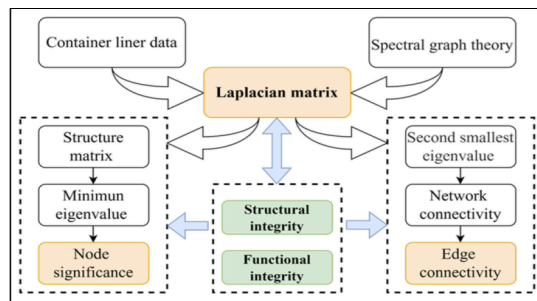 Container liner data
Spectral graph theory
Laplacian matrix
Structure
matrix
Minimun
eigenvalue
Node
significance
Structural
integrity
Functional
integrity
Second smallest
eigenvalue
Network
connectivity
Edge
connectivity